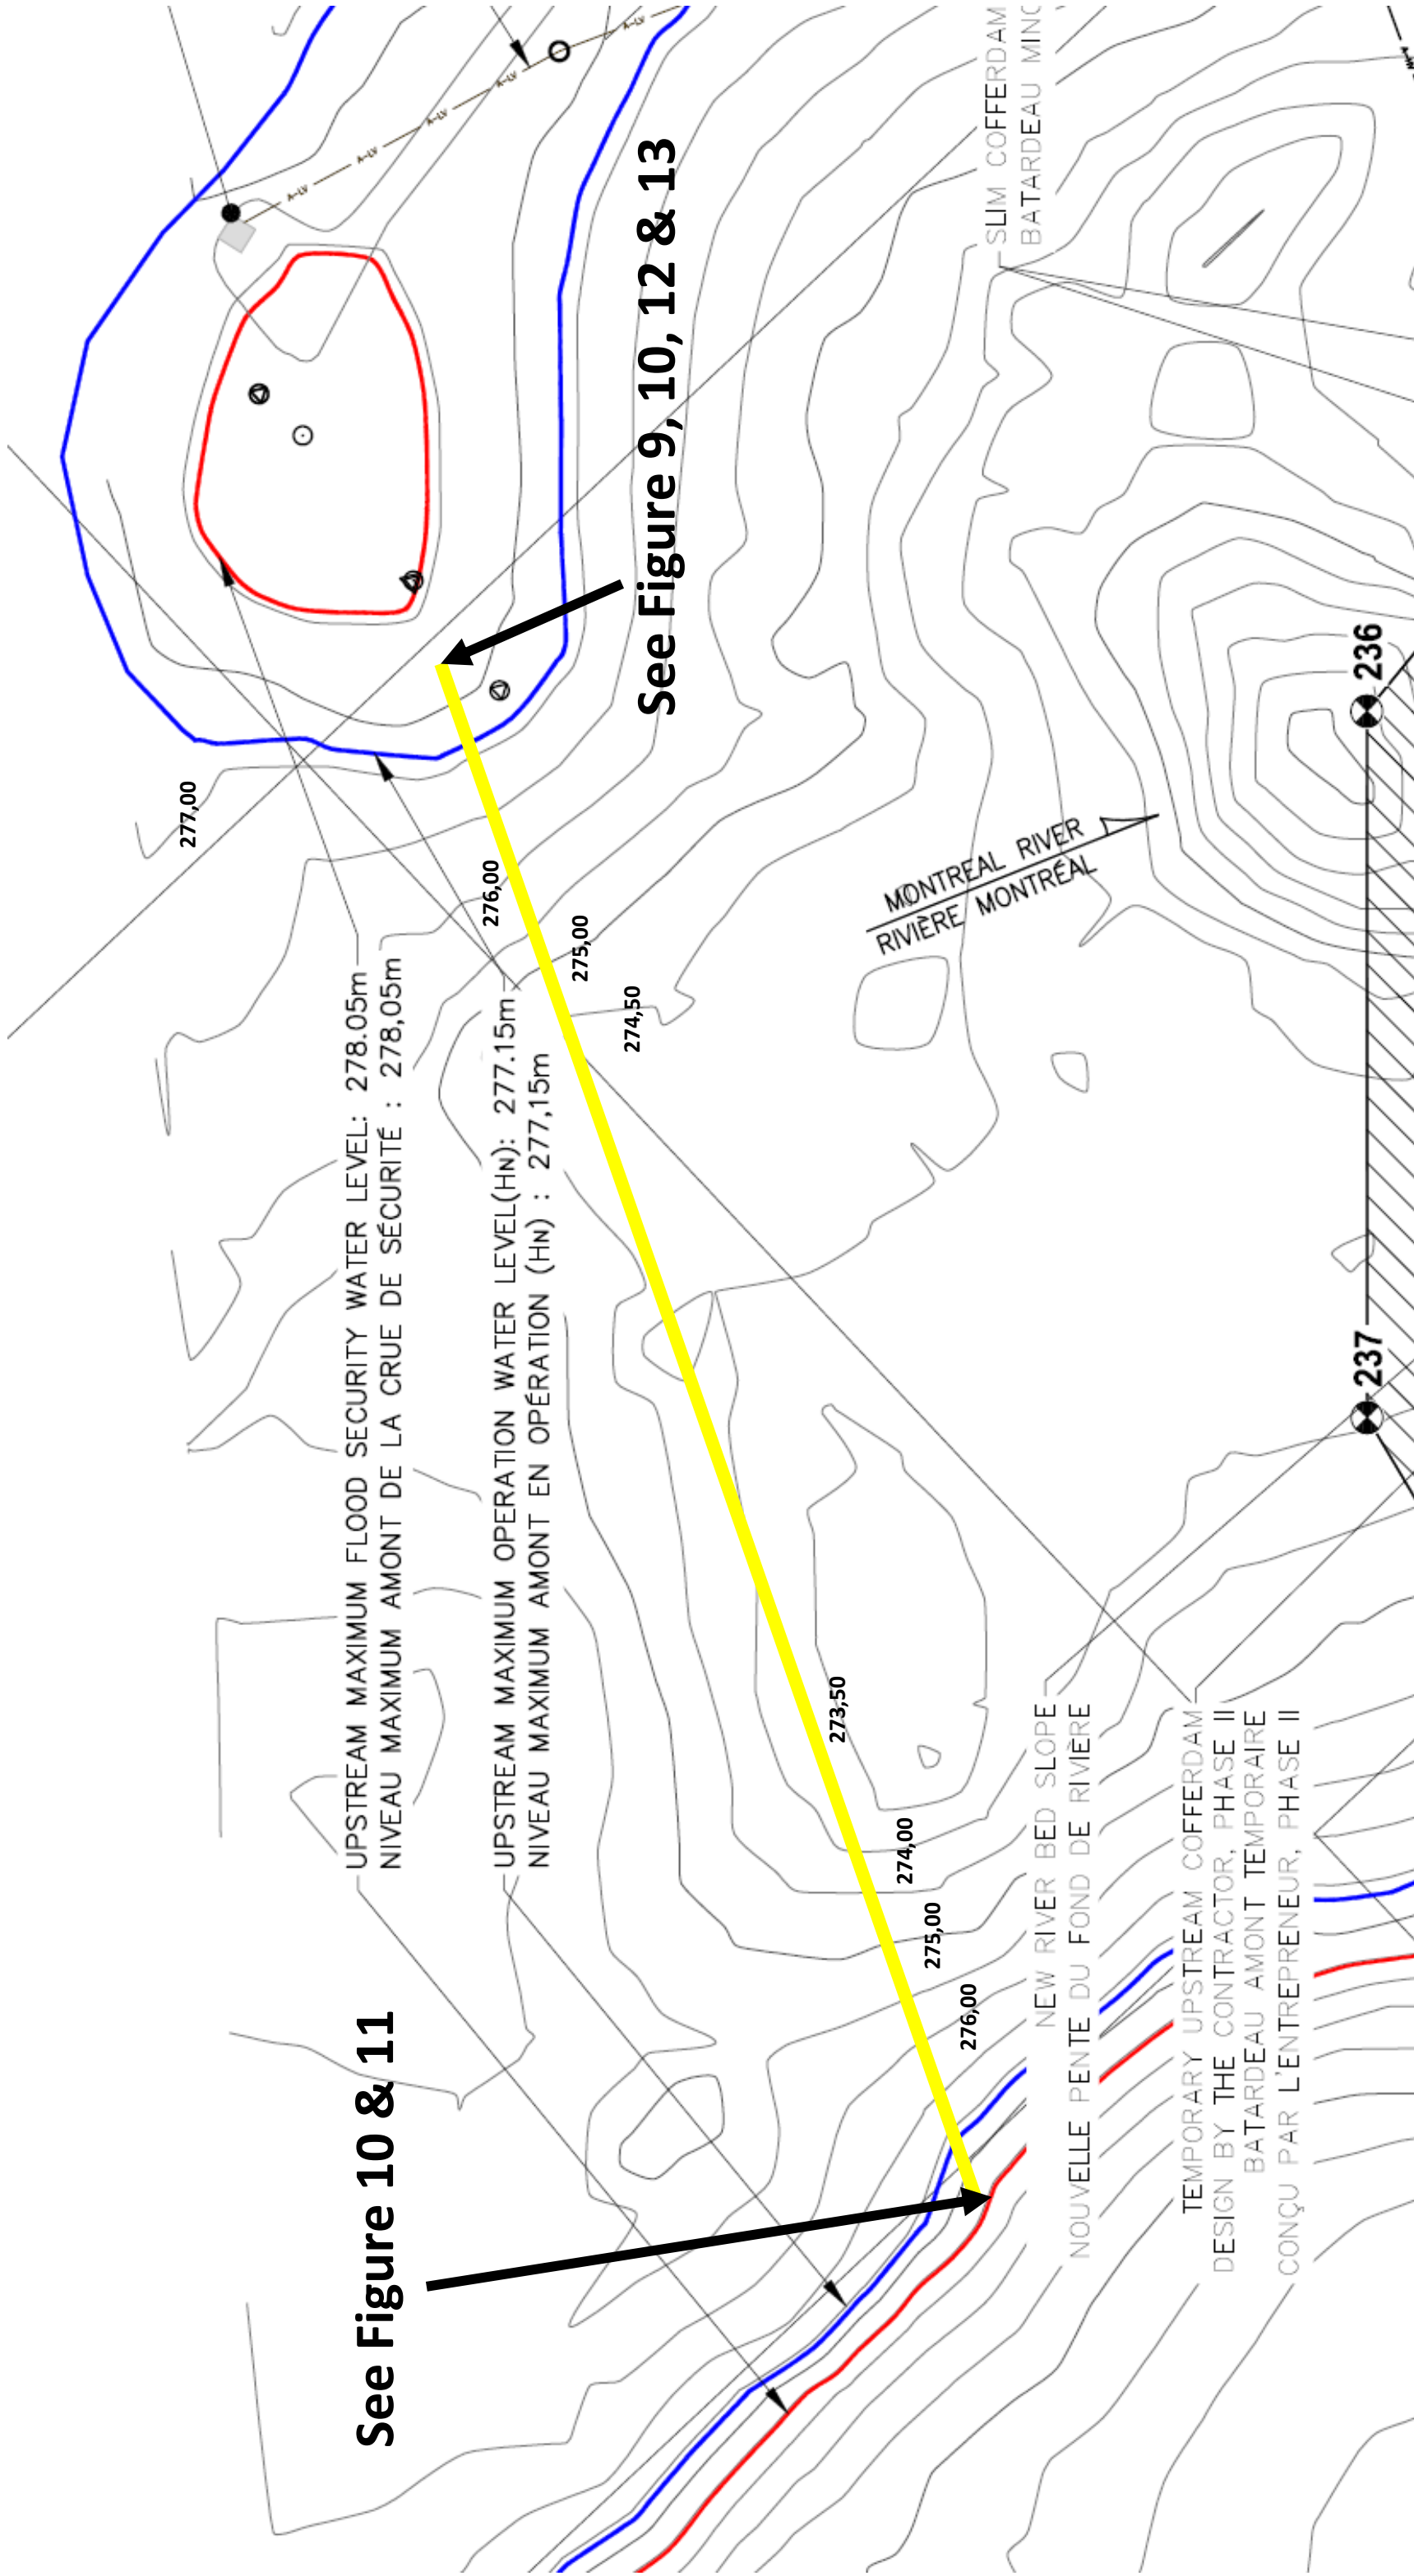 See Figure 10 & 11
See Figure 9, 10, 12 & 13
UPSTREAM MAXIMUM FLOOD SECURITY WATER LEVEL: 278.05m
NIVEAU MAXIMUM AMONT DE LA CRUE DE SÉCURITÉ : 278,05m
UPSTREAM MAXIMUM OPERATION WATER LEVEL(HN): 277.15m
NIVEAU MAXIMUM AMONT EN OPÉRATION (HN) : 277,15m
277,00
276,00
275,00
274,50
273,50
274,00
275,00
276,00
MONTREAL RIVER
RIVIÈRE MONTRÉAL
NEW RIVER BED SLOPE
NOUVELLE PENTE DU FOND DE RIVIÈRE
TEMPORARY UPSTREAM COFFERDAM
DESIGN BY THE CONTRACTOR, PHASE II
BATARDEAU AMONT TEMPORAIRE
CONÇU PAR L'ENTREPRENEUR, PHASE II
SLIM COFFERDAM
BATARDEAU MINC
237
236
A-LV
A-LV
A-LV
A-LV
A-LV